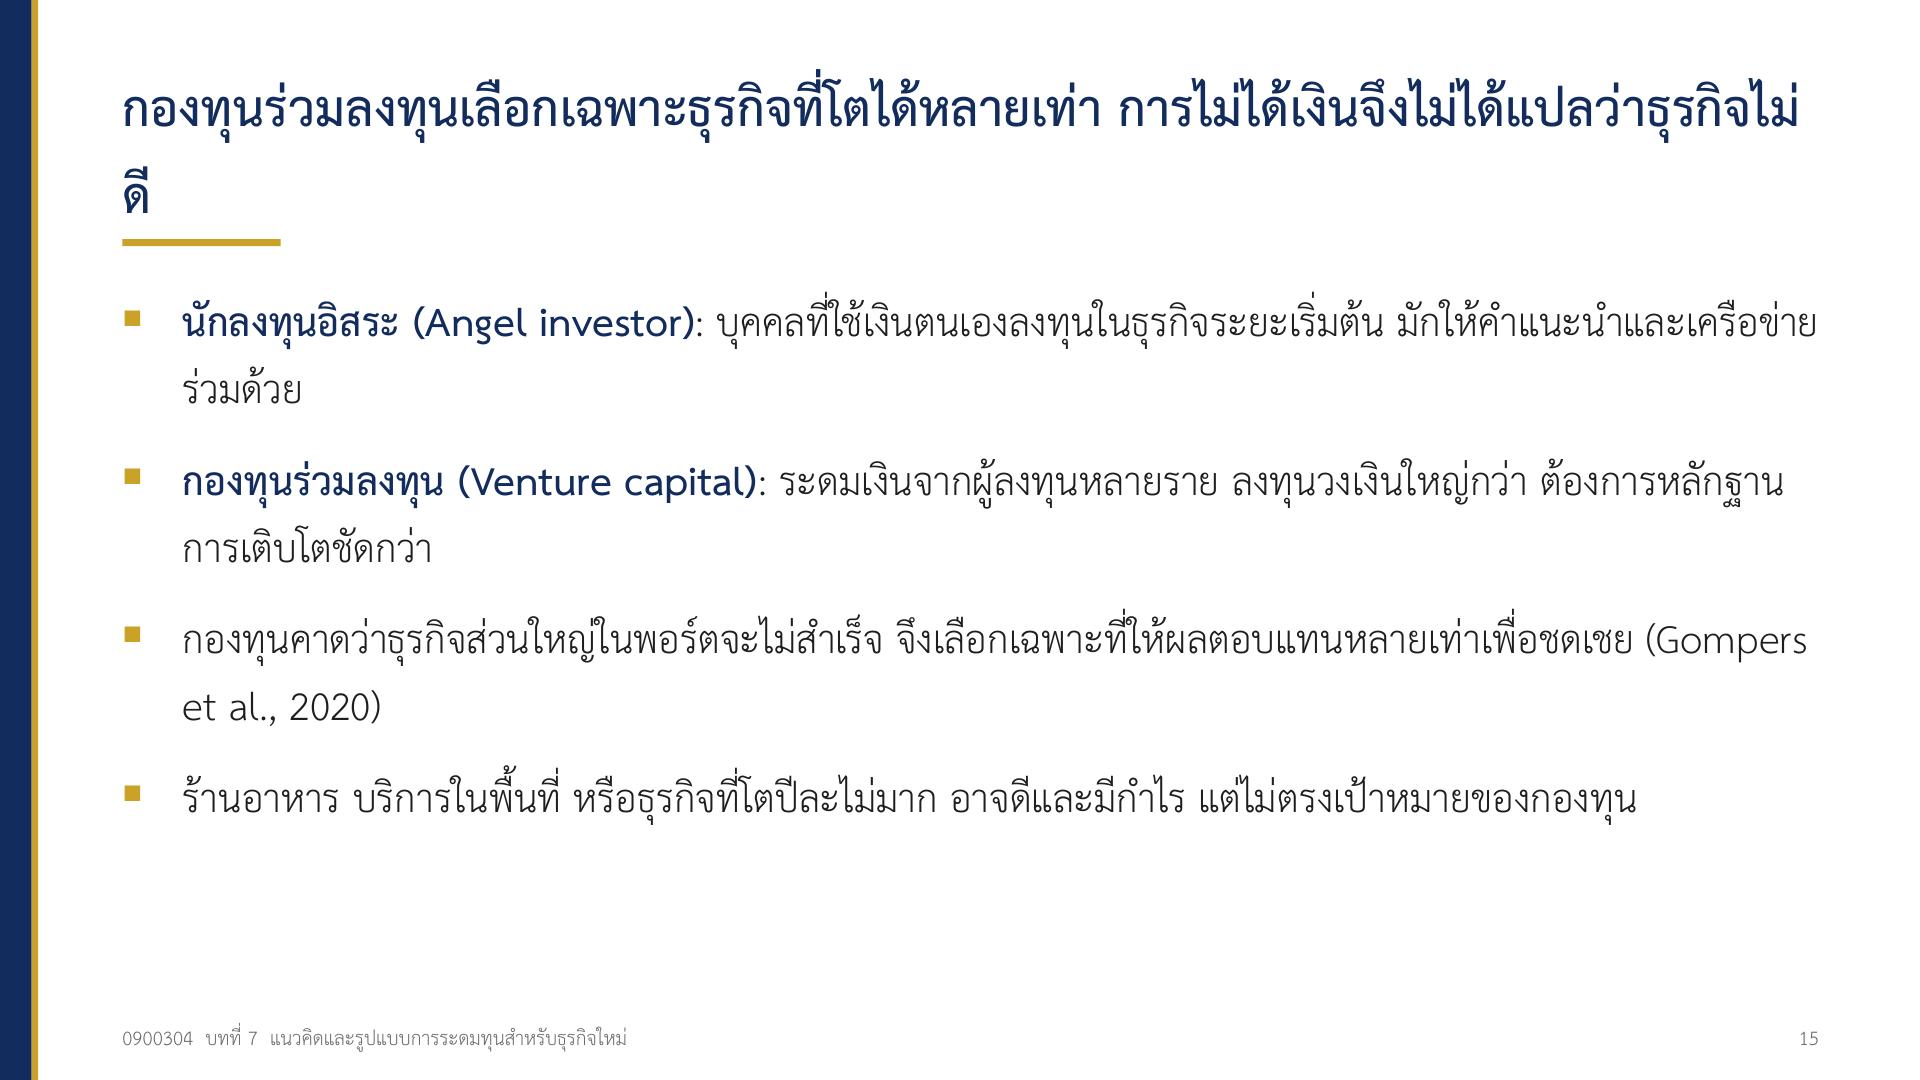 กองทุนร่วมลงทุนเลือกเฉพาะธุรกิจที่โตได้หลายเท่า การไม่ได้เงินจึงไม่ได้แปลว่าธุรกิจไม่
ดี
▪ นักลงทุนอิสระ (Angel investor): บุคคลที่ใช้เงินตนเองลงทุนในธุรกิจระยะเริ่มต้น มักให้คำแนะนำและเครือข่าย
ร่วมด้วย
▪ กองทุนร่วมลงทุน (Venture capital): ระดมเงินจากผู้ลงทุนหลายราย ลงทุนวงเงินใหญ่กว่า ต้องการหลักฐาน
การเติบโตชัดกว่า
▪ กองทุนคาดว่าธุรกิจส่วนใหญ่ในพอร์ตจะไม่สำเร็จ จึงเลือกเฉพาะที่ให้ผลตอบแทนหลายเท่าเพื่อชดเชย (Gompers
et al., 2020)
▪ ร้านอาหาร บริการในพื้นที่ หรือธุรกิจที่โตปีละไม่มาก อาจดีและมีกำไร แต่ไม่ตรงเป้าหมายของกองทุน
0900304 บทที่ 7 แนวคิดและรูปแบบการระดมทุนสำหรับธุรกิจใหม่
15